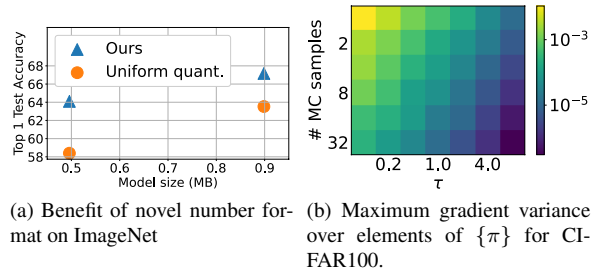 Top 1 Test Accuracy
Ours
Uniform quant.
68
66
64
62
60
58
0.5 0.6 0.7 0.8 0.9
Model size (MB)
(a) Benefit of novel number for-
mat on ImageNet
# MC samples
2
8
32
0.2 1.0 4.0
τ
10⁻³
10⁻⁵
(b) Maximum gradient variance
over elements of {π} for CI-
FAR100.